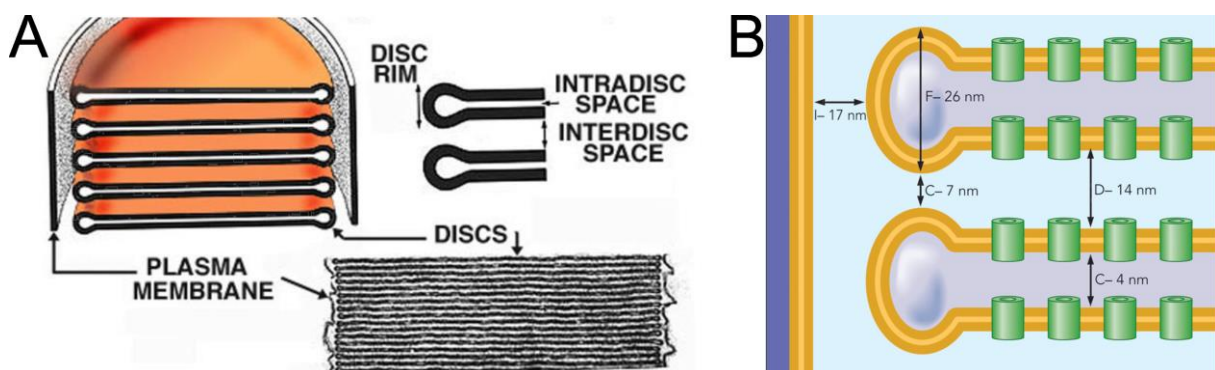 A
DISC
RIM
INTRADISC
SPACE
INTERDISC
SPACE
DISCS
PLASMA
MEMBRANE
B
F– 26 nm
I– 17 nm
C– 7 nm
D– 14 nm
C– 4 nm